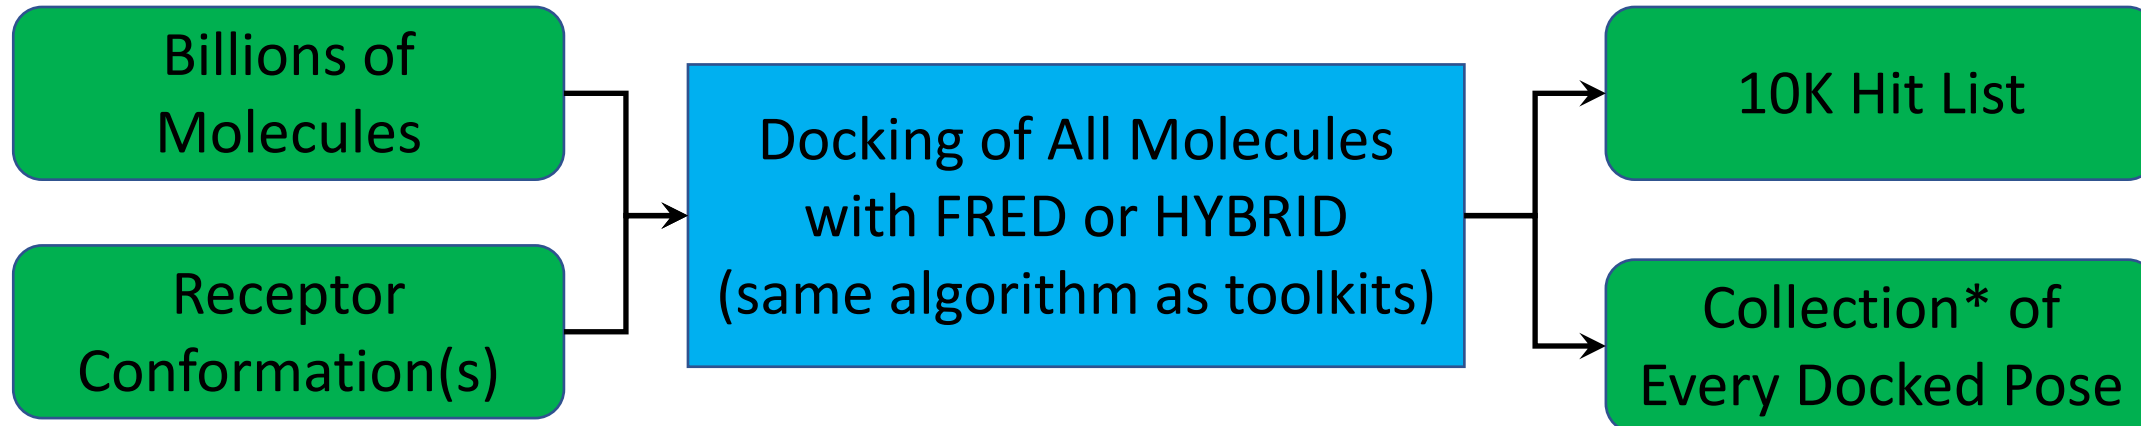 Billions of
Molecules
Receptor
Conformation(s)
Docking of All Molecules
with FRED or HYBRID
(same algorithm as toolkits)
10K Hit List
Collection* of
Every Docked Pose